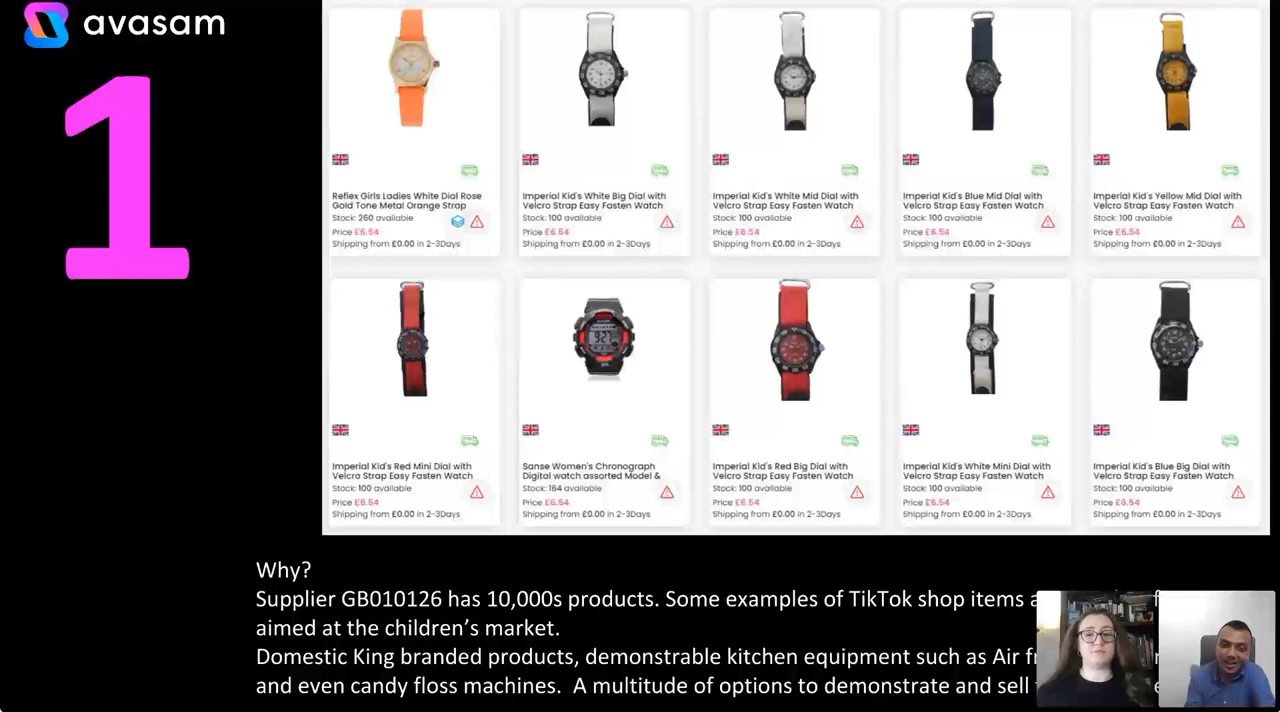 avasam
1
Reflex Girls Ladies White Dial Rose
Gold Tone Metal Orange Strap
Stock: 260 available
Price £6.54
Shipping from £0.00 in 2-3Days
Imperial Kid's White Big Dial with
Velcro Strap Easy Fasten Watch
Stock: 100 available
Price £6.54
Shipping from £0.00 in 2-3Days
Imperial Kid's White Mid Dial with
Velcro Strap Easy Fasten Watch
Stock: 100 available
Price £6.54
Shipping from £0.00 in 2-3Days
Imperial Kid's Blue Mid Dial with
Velcro Strap Easy Fasten Watch
Stock: 100 available
Price £6.54
Shipping from £0.00 in 2-3Days
Imperial Kid's Yellow Mid Dial with
Velcro Strap Easy Fasten Watch
Stock: 100 available
Price £6.54
Shipping from £0.00 in 2-3Days
Imperial Kid's Red Mini Dial with
Velcro Strap Easy Fasten Watch
Stock: 100 available
Price £6.54
Shipping from £0.00 in 2-3Days
Sanse Women's Chronograph
Digital watch assorted Model &
Stock: 164 available
Price £6.54
Shipping from £0.00 in 2-3Days
Imperial Kid's Red Big Dial with
Velcro Strap Easy Fasten Watch
Stock: 100 available
Price £6.54
Shipping from £0.00 in 2-3Days
Imperial Kid's White Mini Dial with
Velcro Strap Easy Fasten Watch
Stock: 100 available
Price £6.54
Shipping from £0.00 in 2-3Days
Imperial Kid's Blue Big Dial with
Velcro Strap Easy Fasten Watch
Stock: 100 available
Price £6.54
Shipping from £0.00 in 2-3Days
Why?
Supplier GB010126 has 10,000s products. Some examples of TikTok shop items
aimed at the children's market.
Domestic King branded products, demonstrable kitchen equipment such as Air
and even candy floss machines. A multitude of options to demonstrate and sell